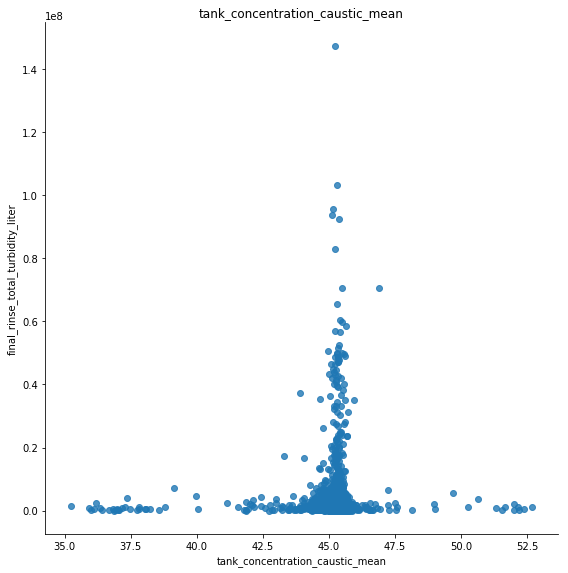 tank_concentration_caustic_mean
1e8
1.4
1.2
1.0
0.8
0.6
0.4
0.2
0.0
final_rinse_total_turbidity_liter
35.0 37.5 40.0 42.5 45.0 47.5 50.0 52.5
tank_concentration_caustic_mean